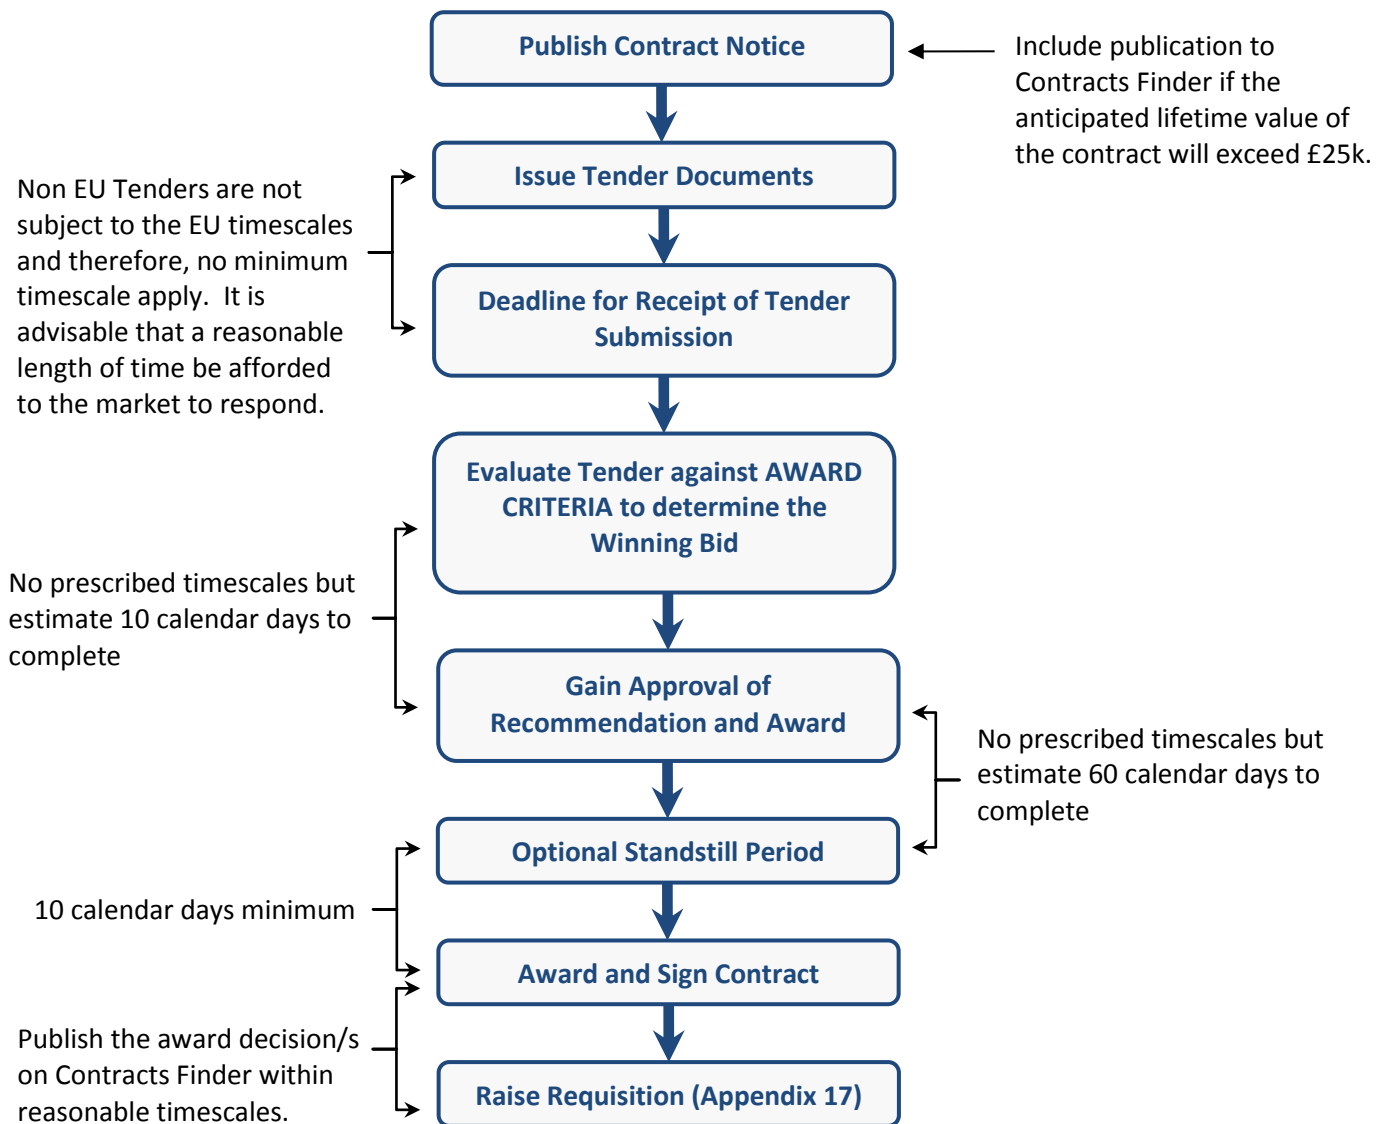 Publish Contract Notice
Include publication to
Contracts Finder if the
anticipated lifetime value of
the contract will exceed £25k.
Issue Tender Documents
Non EU Tenders are not
subject to the EU timescales
and therefore, no minimum
timescale apply.  It is
advisable that a reasonable
length of time be afforded
to the market to respond.
Deadline for Receipt of Tender
Submission
Evaluate Tender against AWARD
CRITERIA to determine the
Winning Bid
No prescribed timescales but
estimate 10 calendar days to
complete
Gain Approval of
Recommendation and Award
No prescribed timescales but
estimate 60 calendar days to
complete
Optional Standstill Period
10 calendar days minimum
Award and Sign Contract
Publish the award decision/s
on Contracts Finder within
reasonable timescales.
Raise Requisition (Appendix 17)